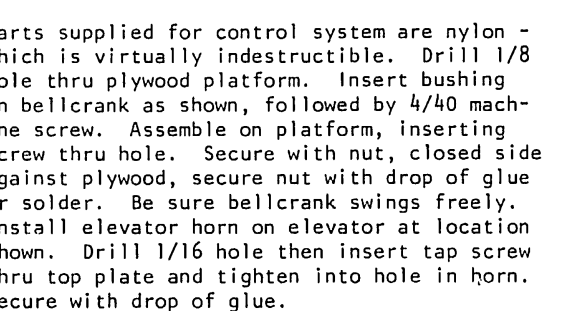 arts supplied for control system are nylon -
hich is virtually indestructible. Drill 1/8
ole thru plywood platform. Insert bushing
n bellcrank as shown, followed by 4/40 mach-
ne screw. Assemble on platform, inserting
crew thru hole. Secure with nut, closed side
gainst plywood, secure nut with drop of glue
r solder. Be sure bellcrank swings freely.
nstall elevator horn on elevator at location
hown. Drill 1/16 hole then insert tap screw
hru top plate and tighten into hole in horn.
ecure with drop of glue.